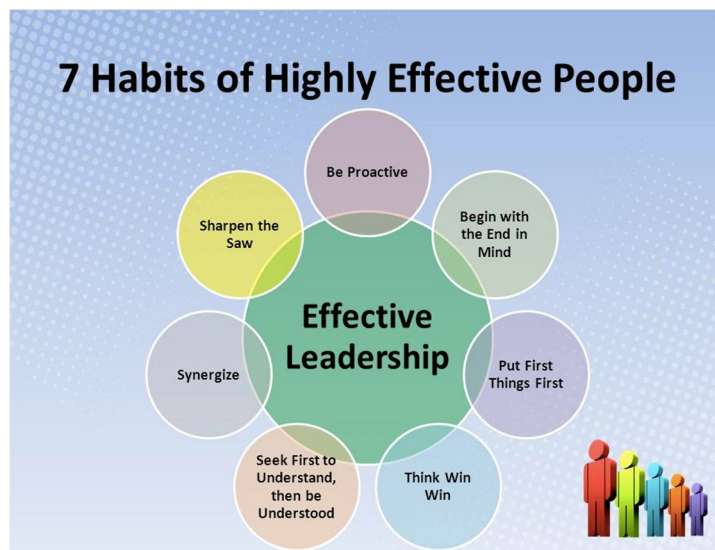 7 Habits of Highly Effective People
Be Proactive
Begin with
the End in
Mind
Put First
Things First
Think Win
Win
Seek First to
Understand,
then be
Understood
Synergize
Sharpen the
Saw
Effective
Leadership